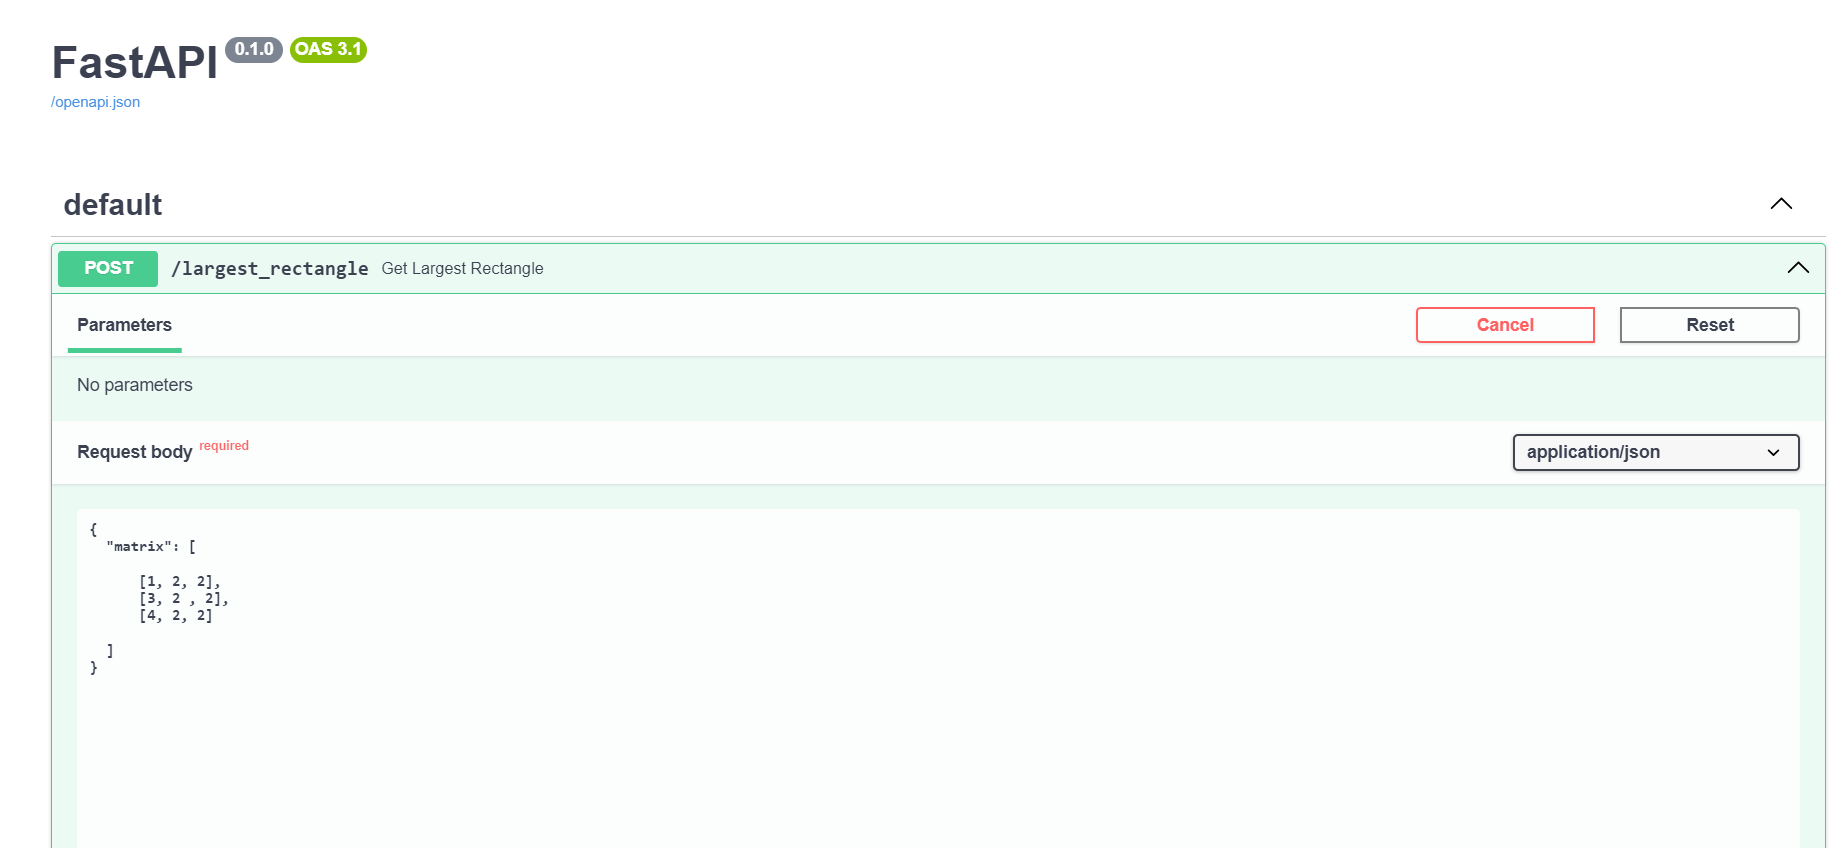 FastAPI 0.1.0 OAS 3.1
/openapi.json
default
POST /largest_rectangle Get Largest Rectangle
Parameters Cancel Reset
No parameters
Request body required application/json
{
  "matrix": [
      [1, 2, 2],
      [3, 2 , 2],
      [4, 2, 2]
  ]
}